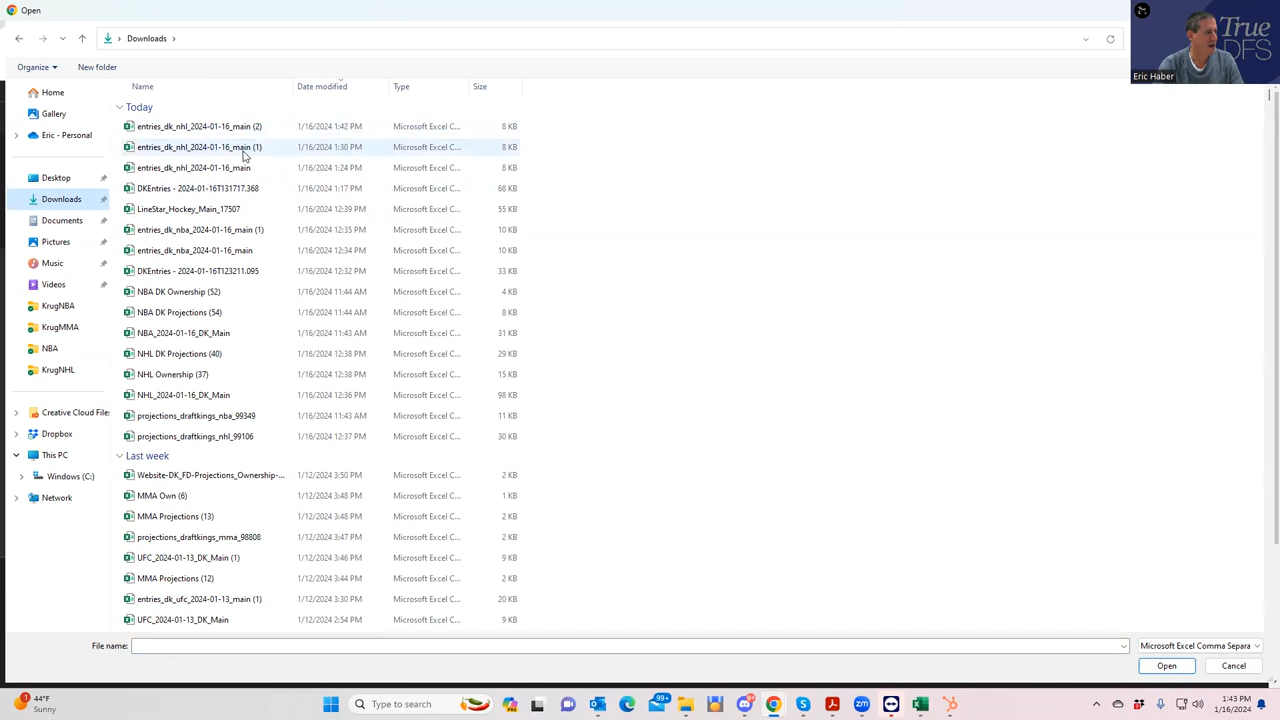 Open
Downloads
Organize
New folder
Home
Gallery
Eric - Personal
Desktop
Downloads
Documents
Pictures
Music
Videos
KrugNBA
KrugMMA
NBA
KrugNHL
Creative Cloud File
Dropbox
This PC
Windows (C:)
Network
Name Date modified Type Size
Today
entries_dk_nhl_2024-01-16_main (2) 1/16/2024 1:42 PM Microsoft Excel C... 8 KB
entries_dk_nhl_2024-01-16_main (1) 1/16/2024 1:30 PM Microsoft Excel C... 8 KB
entries_dk_nhl_2024-01-16_main 1/16/2024 1:24 PM Microsoft Excel C... 8 KB
DKEntries - 2024-01-16T131717.368 1/16/2024 1:17 PM Microsoft Excel C... 68 KB
LineStar_Hockey_Main_17507 1/16/2024 12:39 PM Microsoft Excel C... 55 KB
entries_dk_nba_2024-01-16_main (1) 1/16/2024 12:35 PM Microsoft Excel C... 10 KB
entries_dk_nba_2024-01-16_main 1/16/2024 12:34 PM Microsoft Excel C... 10 KB
DKEntries - 2024-01-16T123211.095 1/16/2024 12:32 PM Microsoft Excel C... 33 KB
NBA DK Ownership (52) 1/16/2024 11:44 AM Microsoft Excel C... 4 KB
NBA DK Projections (54) 1/16/2024 11:44 AM Microsoft Excel C... 8 KB
NBA_2024-01-16_DK_Main 1/16/2024 11:43 AM Microsoft Excel C... 31 KB
NHL DK Projections (40) 1/16/2024 12:38 PM Microsoft Excel C... 29 KB
NHL Ownership (37) 1/16/2024 12:38 PM Microsoft Excel C... 15 KB
NHL_2024-01-16_DK_Main 1/16/2024 12:36 PM Microsoft Excel C... 98 KB
projections_draftkings_nba_99349 1/16/2024 11:43 AM Microsoft Excel C... 11 KB
projections_draftkings_nhl_99106 1/16/2024 12:37 PM Microsoft Excel C... 30 KB
Last week
Website-DK_FD-Projections_Ownership-... 1/12/2024 3:50 PM Microsoft Excel C... 2 KB
MMA Own (6) 1/12/2024 3:48 PM Microsoft Excel C... 1 KB
MMA Projections (13) 1/12/2024 3:48 PM Microsoft Excel C... 2 KB
projections_draftkings_mma_98808 1/12/2024 3:47 PM Microsoft Excel C... 2 KB
UFC_2024-01-13_DK_Main (1) 1/12/2024 3:46 PM Microsoft Excel C... 9 KB
MMA Projections (12) 1/12/2024 3:44 PM Microsoft Excel C... 2 KB
entries_dk_ufc_2024-01-13_main (1) 1/12/2024 3:30 PM Microsoft Excel C... 20 KB
UFC_2024-01-13_DK_Main 1/12/2024 2:54 PM Microsoft Excel C... 9 KB
File name:
Microsoft Excel Comma Separa
Open
Cancel
True
DFS
Eric Haber
44°F
Sunny
1
Type to search
99+
9+
1:43 PM
1/16/2024